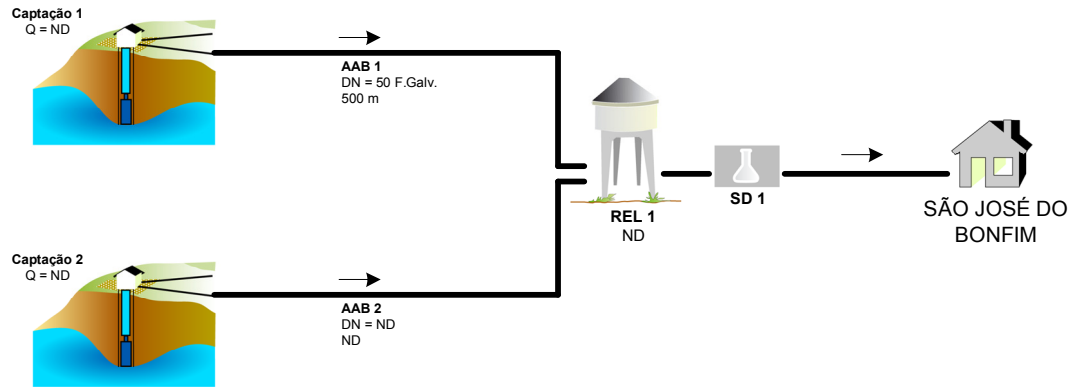 Captação 1
Q = ND
AAB 1
DN = 50 F.Galv.
500 m
REL 1
ND
SD 1
SÃO JOSÉ DO
BONFIM
Captação 2
Q = ND
AAB 2
DN = ND
ND